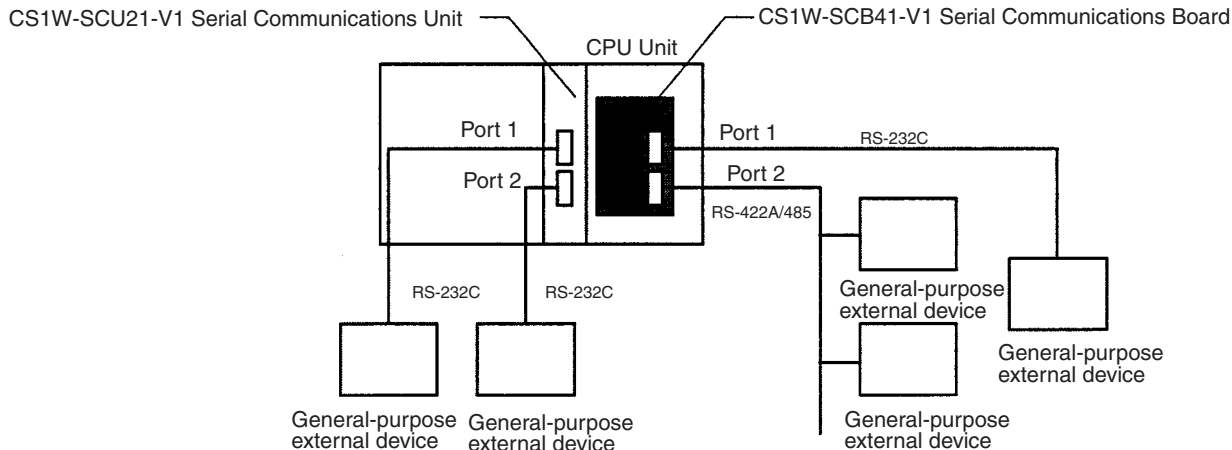 CS1W-SCU21-V1 Serial Communications Unit
CS1W-SCB41-V1 Serial Communications Board
CPU Unit
Port 1
Port 2
Port 1
RS-232C
Port 2
RS-422A/485
RS-232C
RS-232C
General-purpose
external device
General-purpose
external device
General-purpose
external device
General-purpose
external device
General-purpose
external device